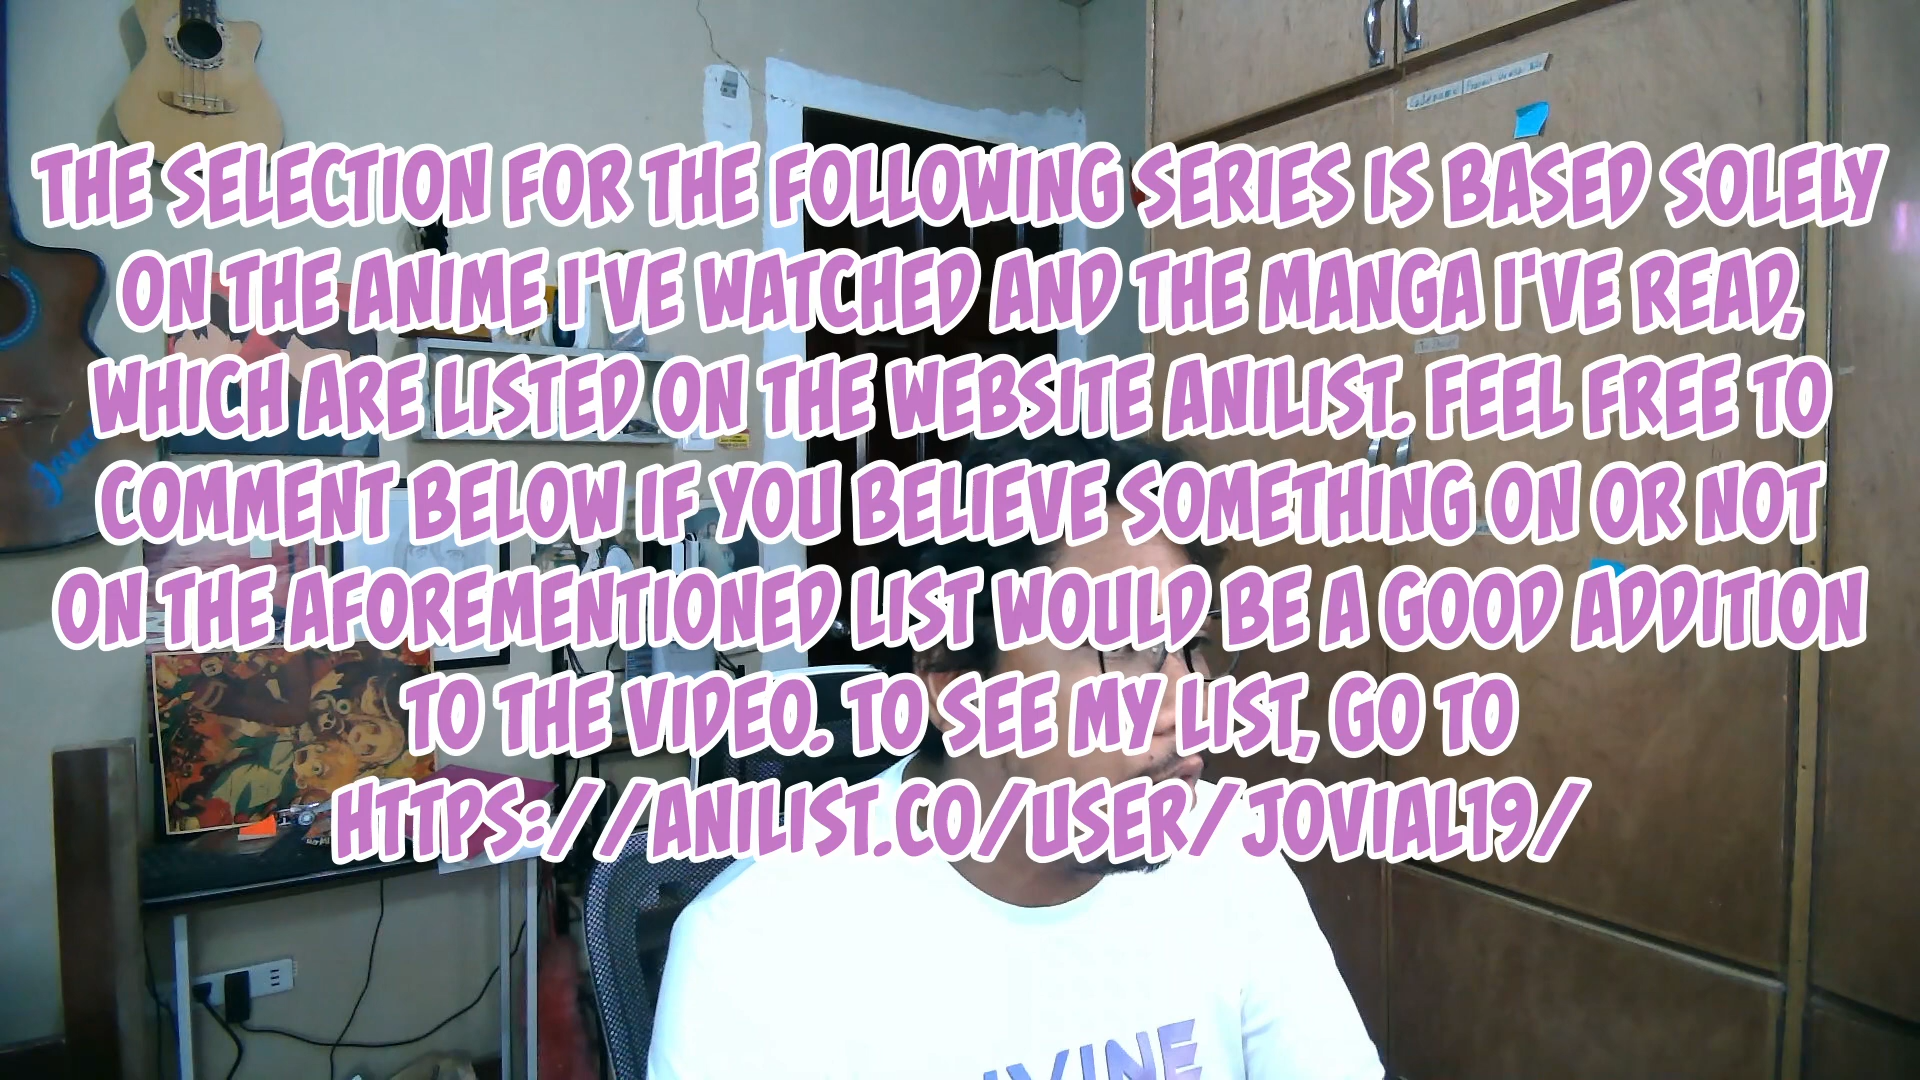 THE SELECTION FOR THE FOLLOWING SERIES IS BASED SOLELY
ON THE ANIME I'VE WATCHED AND THE MANGA I'VE READ,
WHICH ARE LISTED ON THE WEBSITE ANILIST. FEEL FREE TO
COMMENT BELOW IF YOU BELIEVE SOMETHING ON OR NOT
ON THE AFOREMENTIONED LIST WOULD BE A GOOD ADDITION
TO THE VIDEO. TO SEE MY LIST, GO TO
HTTPS://ANILIST.CO/USER/JOVIAL19/